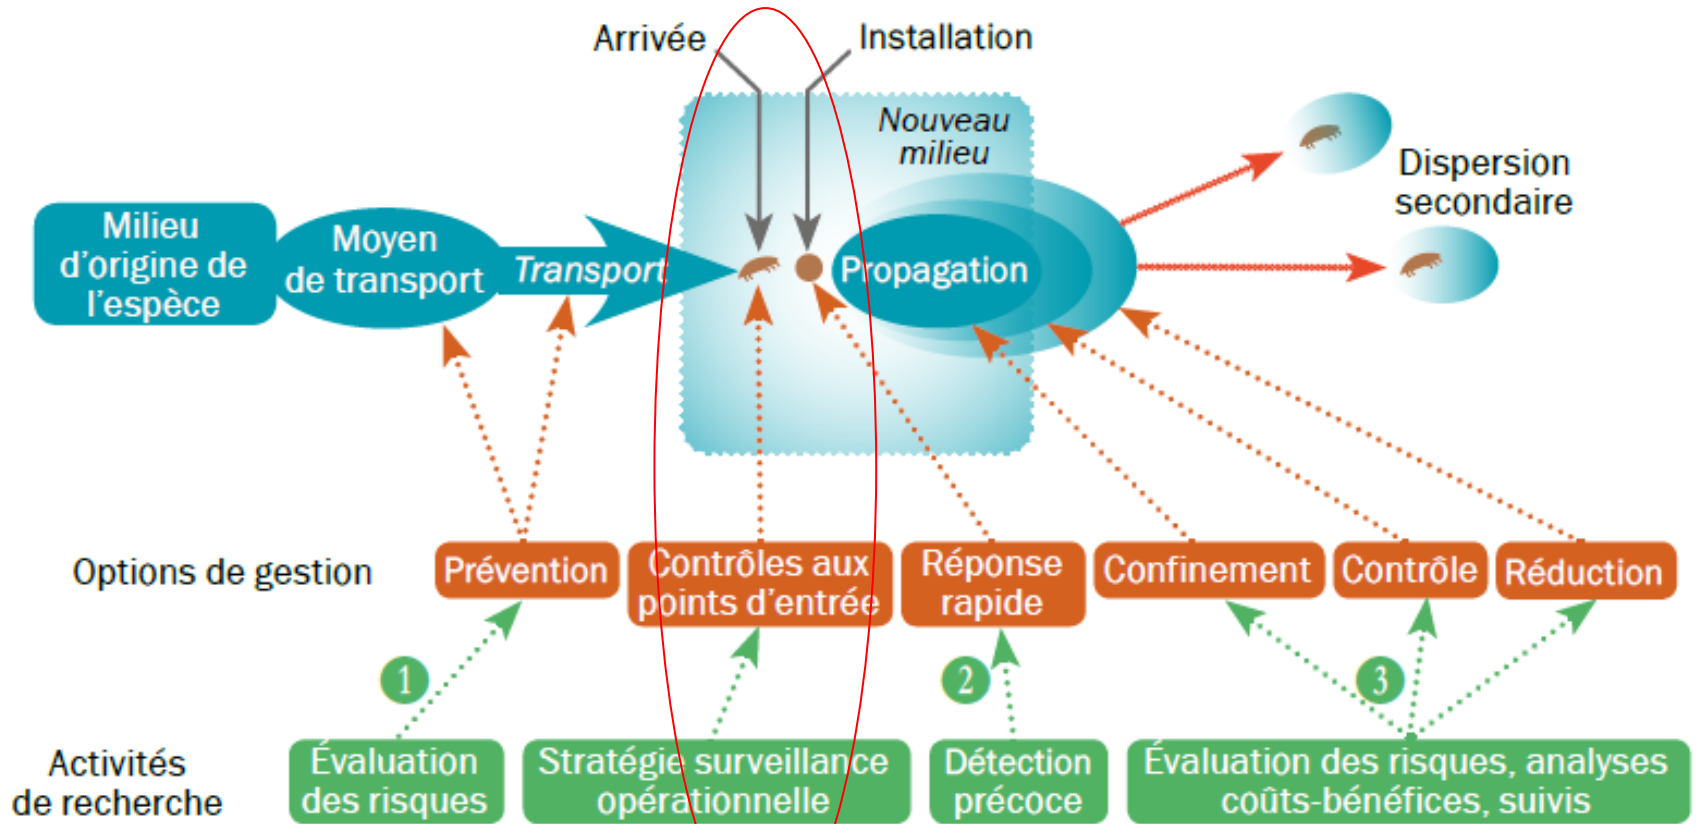 Arrivée
Installation
Nouveau
milieu
Dispersion
secondaire
Milieu
d'origine de
l'espèce
Moyen
de transport
Transport
Propagation
Options de gestion
Prévention
Contrôles aux
points d'entrée
Réponse
rapide
Confinement
Contrôle
Réduction
1
2
3
Activités
de recherche
Évaluation
des risques
Stratégie surveillance
opérationnelle
Détection
précoce
Évaluation des risques, analyses
coûts-bénéfices, suivis